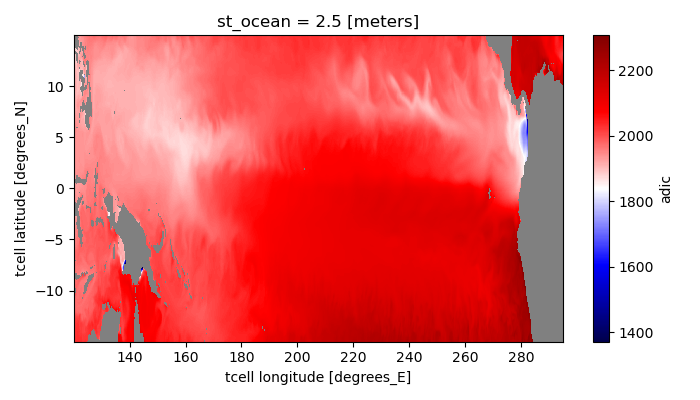 st_ocean = 2.5 [meters]
10
5
0
−5
−10
tcell latitude [degrees_N]
140 160 180 200 220 240 260 280
tcell longitude [degrees_E]
2200
2000
1800
1600
1400
adic